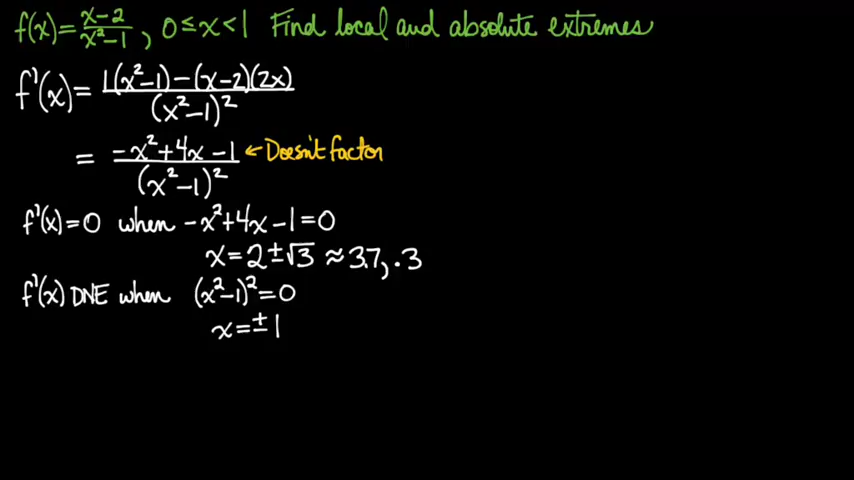 f(x) = (x-2)/(x²-1), 0 ≤ x < 1 Find local and absolute extremes
f'(x) = (1(x²-1) - (x-2)(2x))/(x²-1)²
= (-x²+4x-1)/(x²-1)² ← Doesn't factor
f'(x) = 0 when -x²+4x-1 = 0
x = 2 ± √3 ≈ 3.7, .3
f'(x) DNE when (x²-1)² = 0
x = ±1